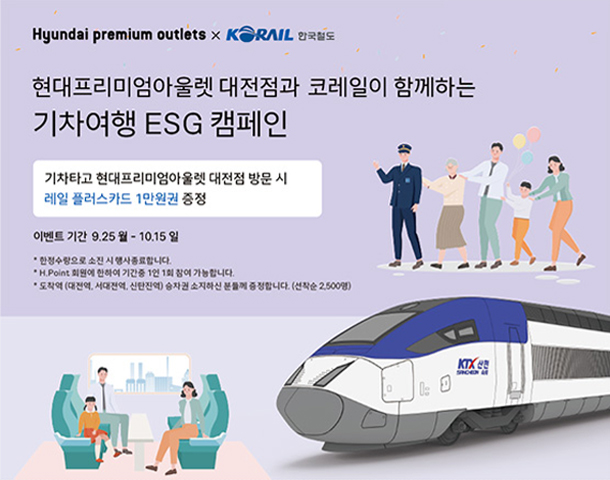 Hyundai premium outlets × KORAIL 한국철도
현대프리미엄아울렛 대전점과 코레일이 함께하는
기차여행 ESG 캠페인
기차타고 현대프리미엄아울렛 대전점 방문 시
레일 플러스카드 1만원권 증정
이벤트 기간 9.25 월 - 10.15 일
* 한정수량으로 소진 시 행사종료합니다.
* H.Point 회원에 한하여 기간중 1인 1회 참여 가능합니다.
* 도착역 (대전역, 서대전역, 신탄진역) 승차권 소지하신 분들께 증정합니다. (선착순 2,500명)
KTX 산천
SANCHEON